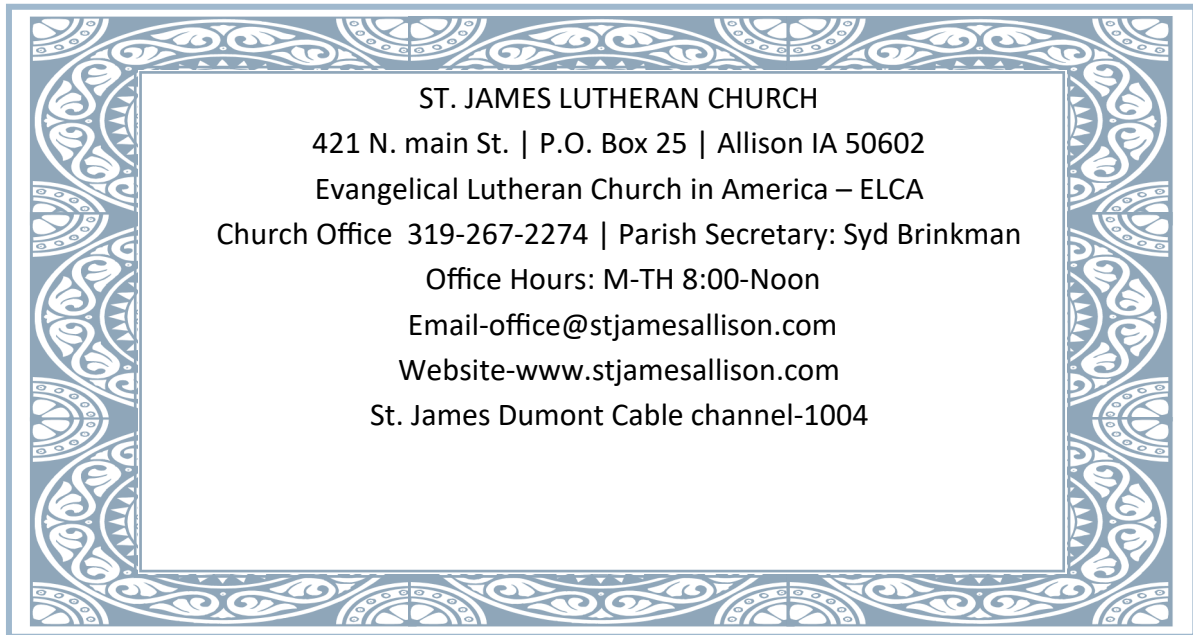 ST. JAMES LUTHERAN CHURCH
421 N. main St. | P.O. Box 25 | Allison IA 50602
Evangelical Lutheran Church in America – ELCA
Church Office  319-267-2274 | Parish Secretary: Syd Brinkman
Office Hours: M-TH 8:00-Noon
Email-office@stjamesallison.com
Website-www.stjamesallison.com
St. James Dumont Cable channel-1004